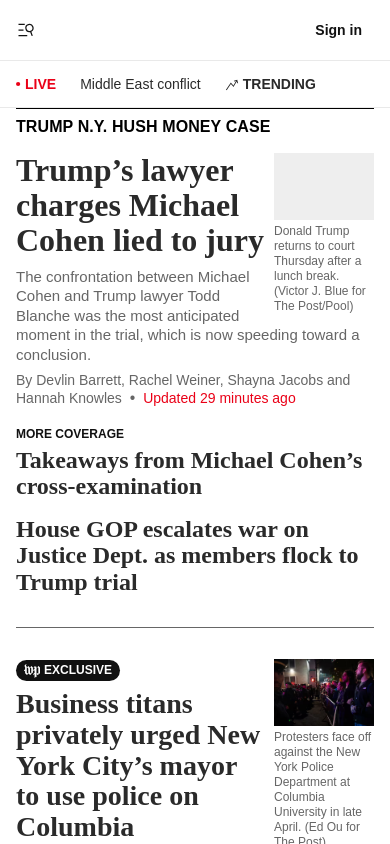 Sign in
• LIVE
Middle East conflict
TRENDING
TRUMP N.Y. HUSH MONEY CASE
Trump’s lawyer
charges Michael
Cohen lied to jury
Donald Trump
returns to court
Thursday after a
lunch break.
(Victor J. Blue for
The Post/Pool)
The confrontation between Michael
Cohen and Trump lawyer Todd
Blanche was the most anticipated
moment in the trial, which is now speeding toward a
conclusion.
By Devlin Barrett, Rachel Weiner, Shayna Jacobs and
Hannah Knowles • Updated 29 minutes ago
MORE COVERAGE
Takeaways from Michael Cohen’s
cross-examination
House GOP escalates war on
Justice Dept. as members flock to
Trump trial
wp EXCLUSIVE
Business titans
privately urged New
York City’s mayor
to use police on
Columbia
Protesters face off
against the New
York Police
Department at
Columbia
University in late
April. (Ed Ou for
The Post)